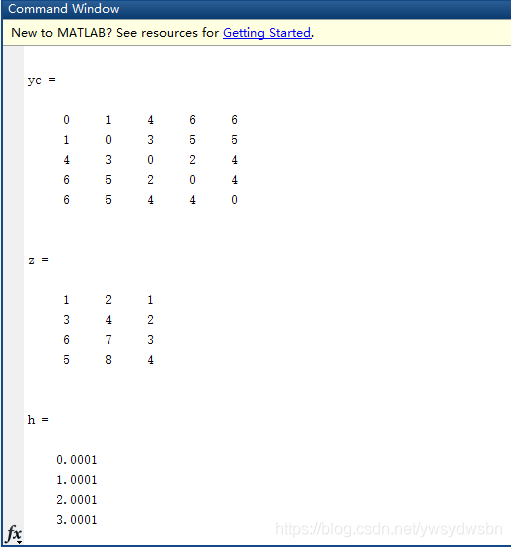 Command Window
New to MATLAB? See resources for Getting Started.
yc =
0 1 4 6 6
1 0 3 5 5
4 3 0 2 4
6 5 2 0 4
6 5 4 4 0
z =
1 2 1
3 4 2
6 7 3
5 8 4
h =
0.0001
1.0001
2.0001
3.0001
fx
https://blog.csdn.net/ywsydwsbn